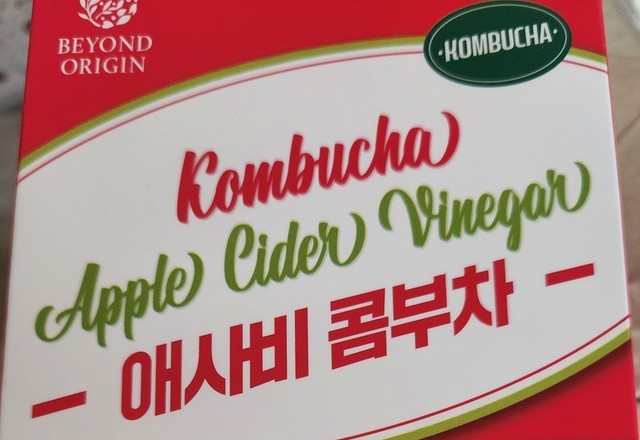 BEYOND
ORIGIN
·KOMBUCHA·
Kombucha
Apple Cider Vinegar
— 애사비 콤부차 —